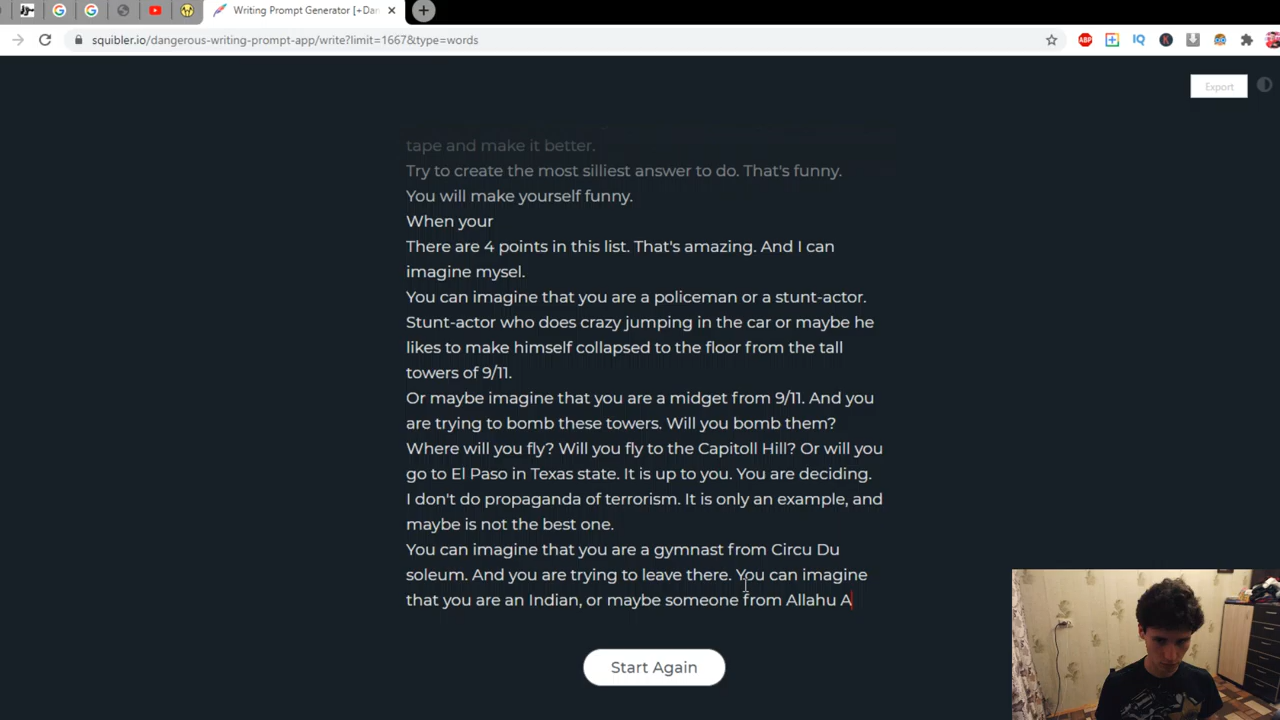 Writing Prompt Generator [+Dan
squibler.io/dangerous-writing-prompt-app/write?limit=1667&type=words
ABP
IQ
K
Export
tape and make it better.
Try to create the most silliest answer to do. That's funny.
You will make yourself funny.
When your
There are 4 points in this list. That's amazing. And I can
imagine mysel.
You can imagine that you are a policeman or a stunt-actor.
Stunt-actor who does crazy jumping in the car or maybe he
likes to make himself collapsed to the floor from the tall
towers of 9/11.
Or maybe imagine that you are a midget from 9/11. And you
are trying to bomb these towers. Will you bomb them?
Where will you fly? Will you fly to the Capitoll Hill? Or will you
go to El Paso in Texas state. It is up to you. You are deciding.
I don't do propaganda of terrorism. It is only an example, and
maybe is not the best one.
You can imagine that you are a gymnast from Circu Du
soleum. And you are trying to leave there. You can imagine
that you are an Indian, or maybe someone from Allahu A
Start Again